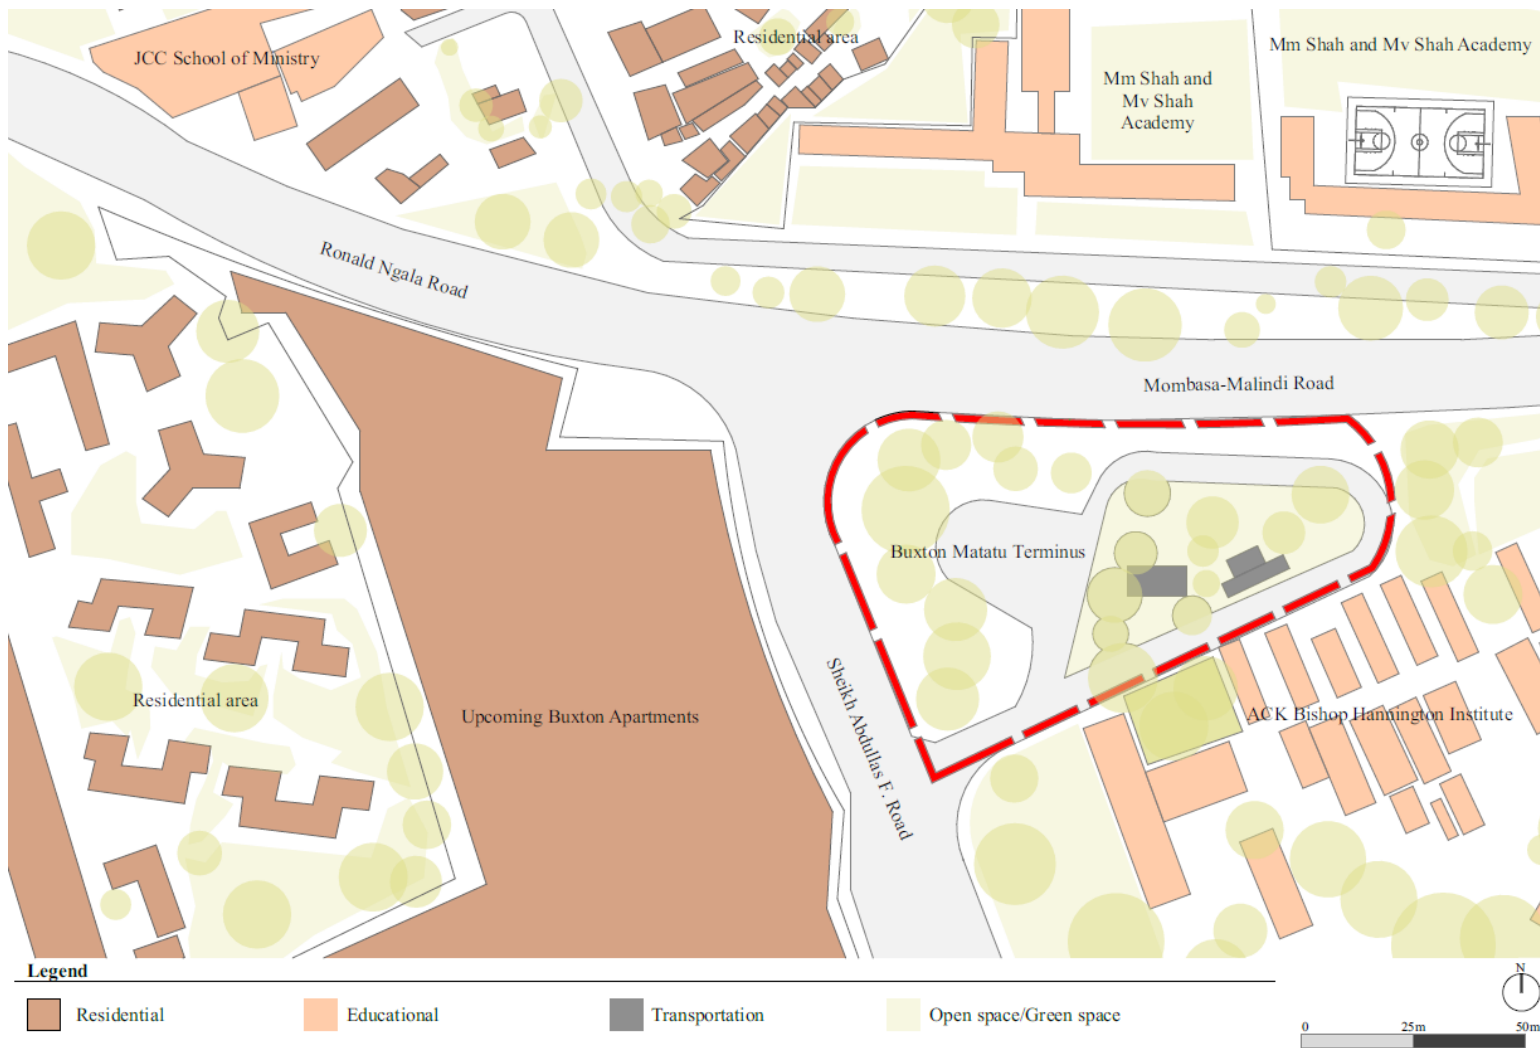 JCC School of Ministry
Residential area
Mm Shah and
Mv Shah
Academy
Mm Shah and Mv Shah Academy
Ronald Ngala Road
Mombasa-Malindi Road
Buxton Matatu Terminus
Residential area
Upcoming Buxton Apartments
Sheikh Abdullas F. Road
ACK Bishop Hannington Institute
Legend
Residential
Educational
Transportation
Open space/Green space
N
0
25m
50m